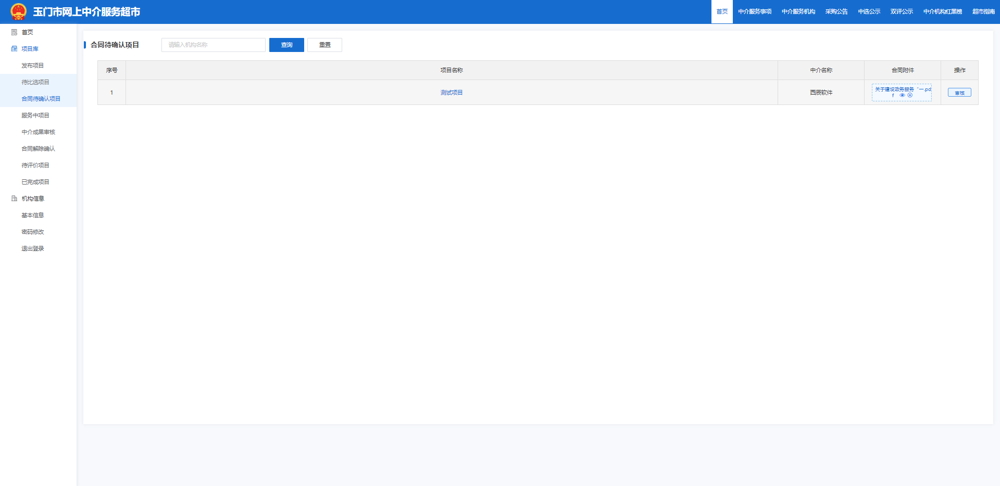 玉门市网上中介服务超市
首页 中介服务事项 中介服务机构 采购公告 中选公示 双评公示 中介机构红黑榜 超市指南
首页
项目库
发布项目
待比选项目
合同待确认项目
服务中项目
中介成果审核
合同解除确认
待评价项目
已完成项目
机构信息
基本信息
密码修改
退出登录
合同待确认项目 请输入机构名称 查询 重置
序号 项目名称 中介名称 合同附件 操作
1 测试项目 西辰软件 关于建设政务服务“一.pd
f
审核